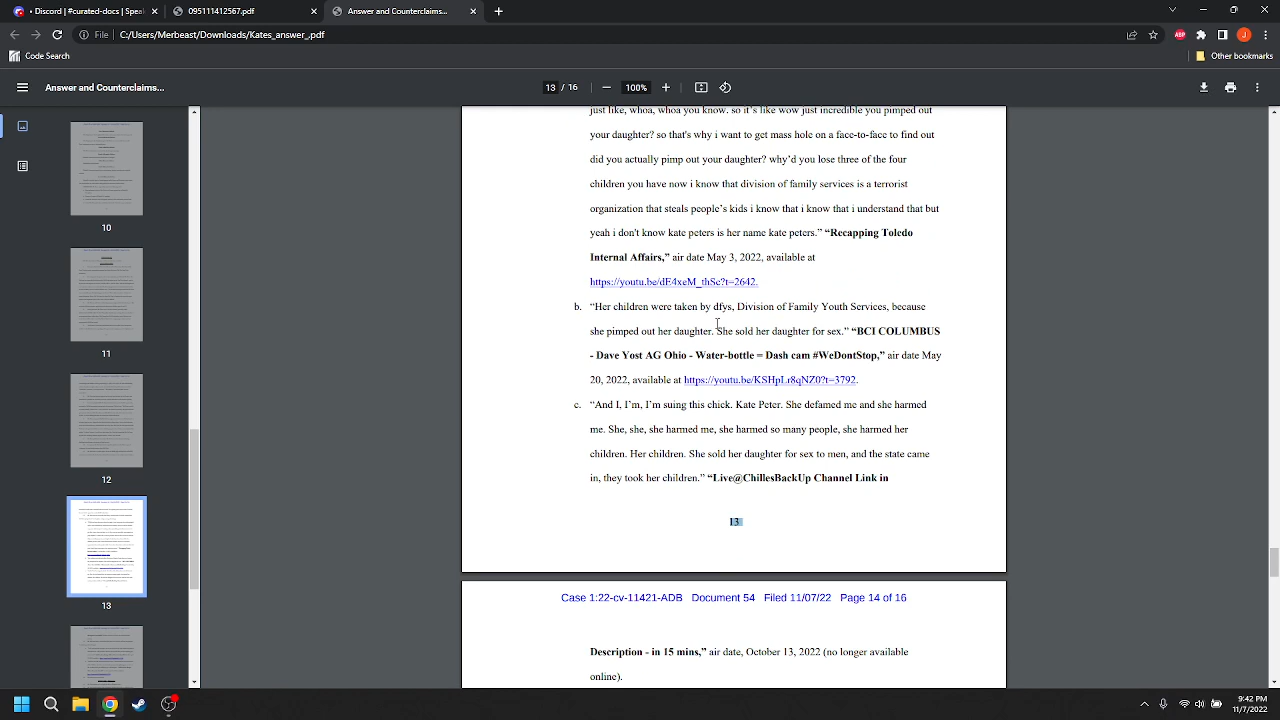 Discord | #curated-docs | Speak
095111412567.pdf
Answer and Counterclaims...
File C:/Users/Merbeast/Downloads/Kates_answer_.pdf
ABP
J
Code Search
Other bookmarks
Answer and Counterclaims...
13 / 16
100%
just like, whoa, whoa you know. so it's like wow just incredible you pimped out
your daughter? so that's why i want to get mass hole on a face-to-face to find out
did you actually pimp out your daughter? why'd you lose three of the four
children you have now i know that division of family services is a terrorist
organization that steals people's kids i know that i know that i understand that but
yeah i don't know kate peters is her name kate peters.” “Recapping Toledo
Internal Affairs,” air date May 3, 2022, available at
https://youtu.be/dE4xeM_thSc?t=2642.
b. “Her children were taken by dfys, Division of Family Youth Services, because
she pimped out her daughter. She sold her daughter for sex.” “BCI COLUMBUS
- Dave Yost AG Ohio - Water-bottle = Dash cam #WeDontStop,” air date May
20, 2022, available at https://youtu.be/KSHpLr8qNZ0?t=3792.
c. “And I, I'm, I'm suing this chick. Kate Peter. She defamed me and she harmed
me. She, she, she harmed me, she harmed so many people, she harmed her
children. Her children. She sold her daughter for sex to men, and the state came
in, they took her children.” “Live@ChillesBackUp Channel Link in
13
Case 1:22-cv-11421-ADB Document 54 Filed 11/07/22 Page 14 of 16
Description - in 15 mins,” air date, October 13, 2022 (no longer available
online).
10
11
12
13
9:42 PM
11/7/2022